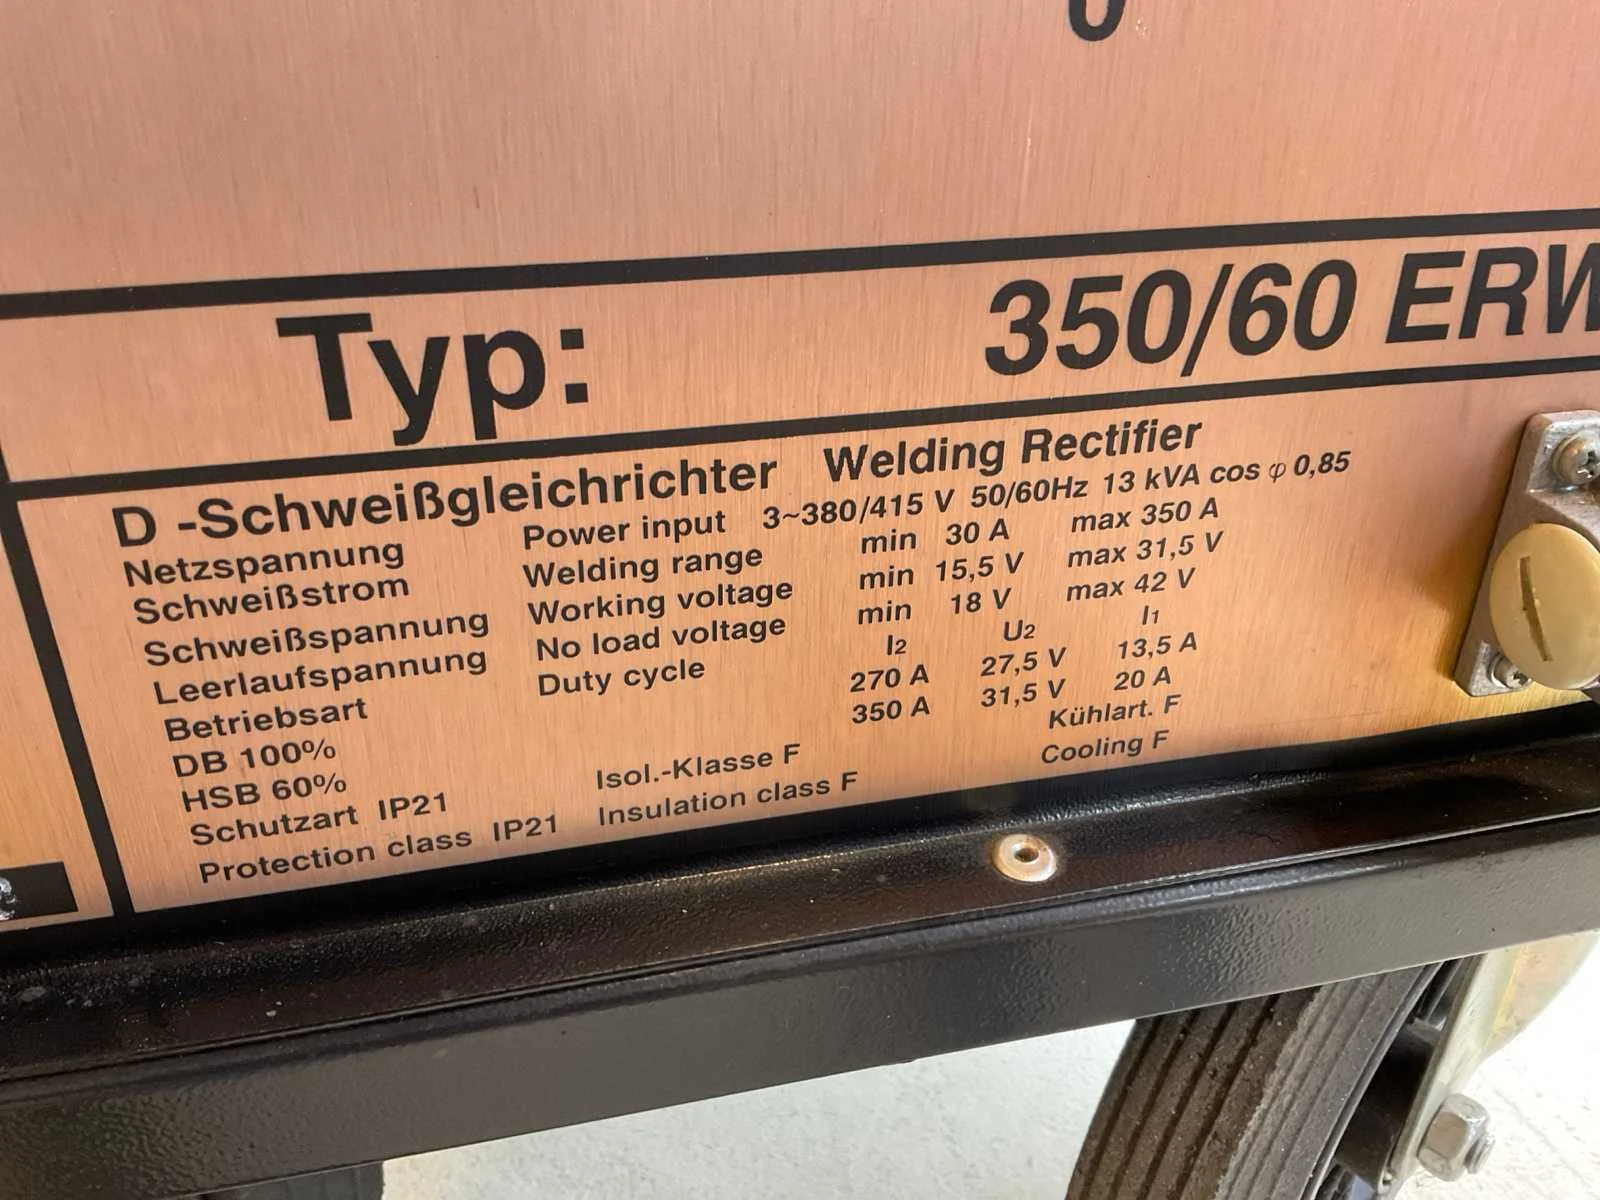 0
Typ: 350/60 ERW
D -Schweißgleichrichter Welding Rectifier
Netzspannung Power input 3~380/415 V 50/60Hz 13 kVA cos φ 0,85
Schweißstrom Welding range min 30 A max 350 A
Schweißspannung Working voltage min 15,5 V max 31,5 V
Leerlaufspannung No load voltage min 18 V max 42 V
Betriebsart Duty cycle I2 U2 I1
DB 100% 270 A 27,5 V 13,5 A
HSB 60% 350 A 31,5 V 20 A
Schutzart IP21 Isol.-Klasse F Kühlart. F
Protection class IP21 Insulation class F Cooling F